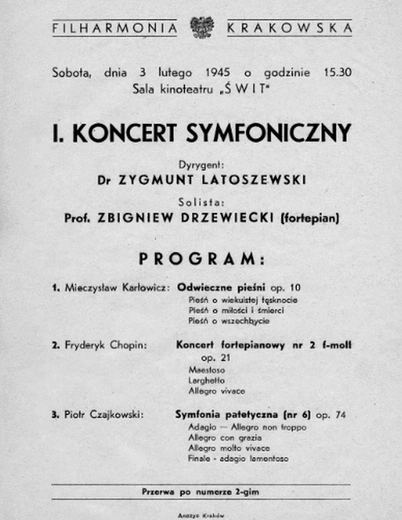 FILHARMONIA KRAKOWSKA
Sobota, dnia 3 lutego 1945 o godzinie 15.30
Sala kinoteatru „ŚWIT"
I. KONCERT SYMFONICZNY
Dyrygent:
Dr ZYGMUNT LATOSZEWSKI
Solista:
Prof. ZBIGNIEW DRZEWIECKI (fortepian)
PROGRAM:
1. Mieczysław Karłowicz: Odwieczne pieśni op. 10
Pieśń o wiekuistej tęsknocie
Pieśń o miłości i śmierci
Pieśń o wszechbycie
2. Fryderyk Chopin: Koncert fortepianowy nr 2 f-moll
op. 21
Maestoso
Larghetto
Allegro vivace
3. Piotr Czajkowski: Symfonia patetyczna (nr 6) op. 74
Adagio — Allegro non troppo
Allegro con grazia
Allegro molto vivace
Finale - adagio lamentoso
Przerwa po numerze 2-gim
Anczyc Kraków